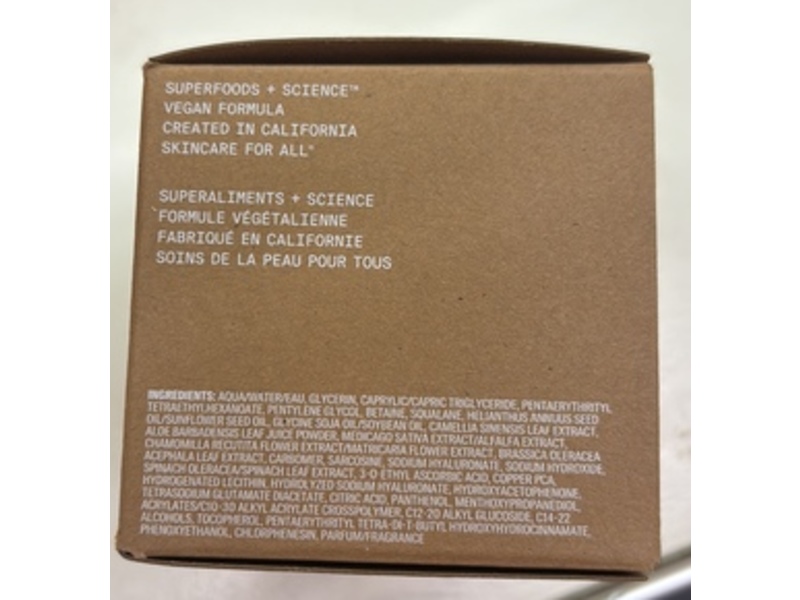 SUPERFOODS + SCIENCE™
VEGAN FORMULA
CREATED IN CALIFORNIA
SKINCARE FOR ALL™
SUPERALIMENTS + SCIENCE
FORMULE VÉGÉTALIENNE
FABRIQUÉ EN CALIFORNIE
SOINS DE LA PEAU POUR TOUS
INGREDIENTS: AQUA/WATER/EAU, GLYCERIN, CAPRYLIC/CAPRIC TRIGLYCERIDE, PENTAERYTHRITYL
TETRAETHYLHEXANOATE, PENTYLENE GLYCOL, BETAINE, SQUALANE, HELIANTHUS ANNUUS SEED
OIL/SUNFLOWER SEED OIL, GLYCINE SOJA OIL/SOYBEAN OIL, CAMELLIA SINENSIS LEAF EXTRACT,
ALOE BARBADENSIS LEAF JUICE POWDER, MEDICAGO SATIVA EXTRACT/ALFALFA EXTRACT,
CHAMOMILLA RECUTITA FLOWER EXTRACT/MATRICARIA FLOWER EXTRACT, BRASSICA OLERACEA
ACEPHALA LEAF EXTRACT, CARBOMER, SARCOSINE, SODIUM HYALURONATE, SODIUM HYDROXIDE,
SPINACH OLERACEA/SPINACH LEAF EXTRACT, 3-O ETHYL ASCORBIC ACID, COPPER PCA,
HYDROGENATED LECITHIN, HYDROLYZED SODIUM HYALURONATE, HYDROXYACETOPHENONE,
TETRASODIUM GLUTAMATE DIACETATE, CITRIC ACID, PANTHENOL, MENTHOXYPROPANEDIOL,
ACRYLATES/C10-30 ALKYL ACRYLATE CROSSPOLYMER, C12-20 ALKYL GLUCOSIDE, C14-22
ALCOHOLS, TOCOPHEROL, PENTAERYTHRITYL TETRA-DI-T-BUTYL HYDROXYHYDROCINNAMATE,
PHENOXYETHANOL, CHLORPHENESIN, PARFUM/FRAGRANCE